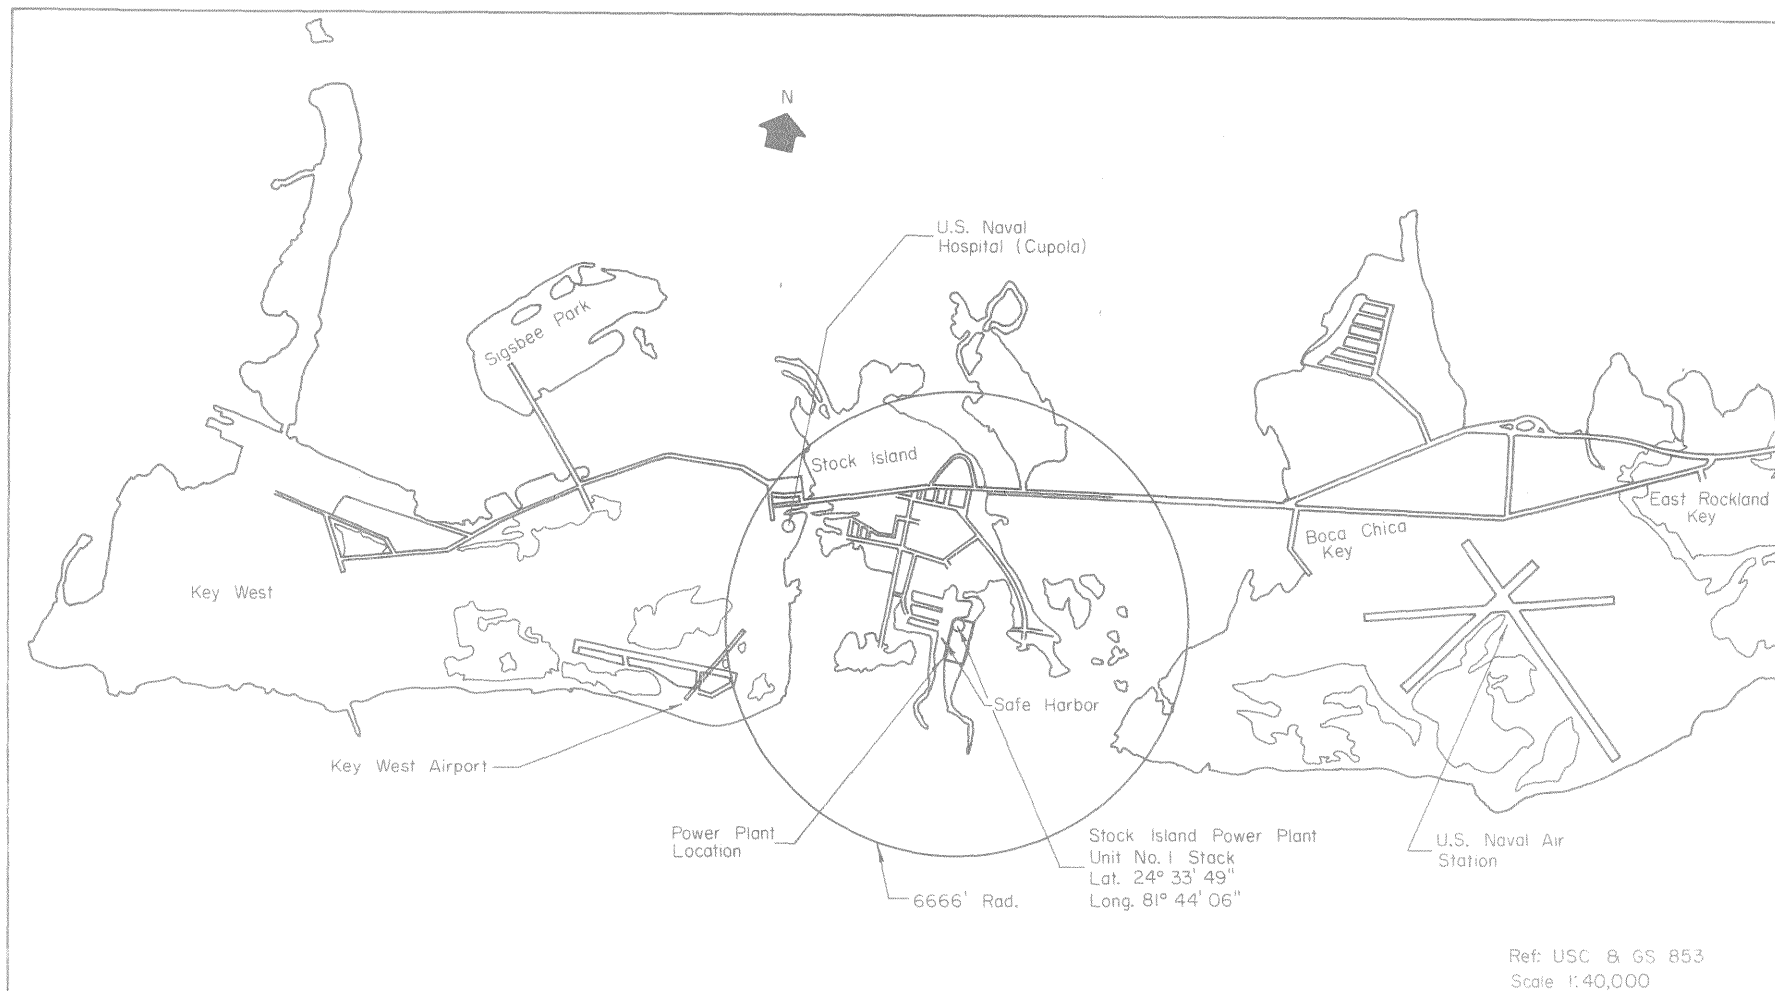 N
U.S. Naval
Hospital (Cupola)
Sigsbee Park
Stock Island
East Rockland
Key
Boca Chica
Key
Key West
Safe Harbor
Key West Airport
Power Plant
Location
Stock Island Power Plant
Unit No. 1 Stack
Lat. 24° 33' 49"
Long. 81° 44' 06"
U.S. Naval Air
Station
6666' Rad.
Ref: USC & GS 853
Scale 1:40,000